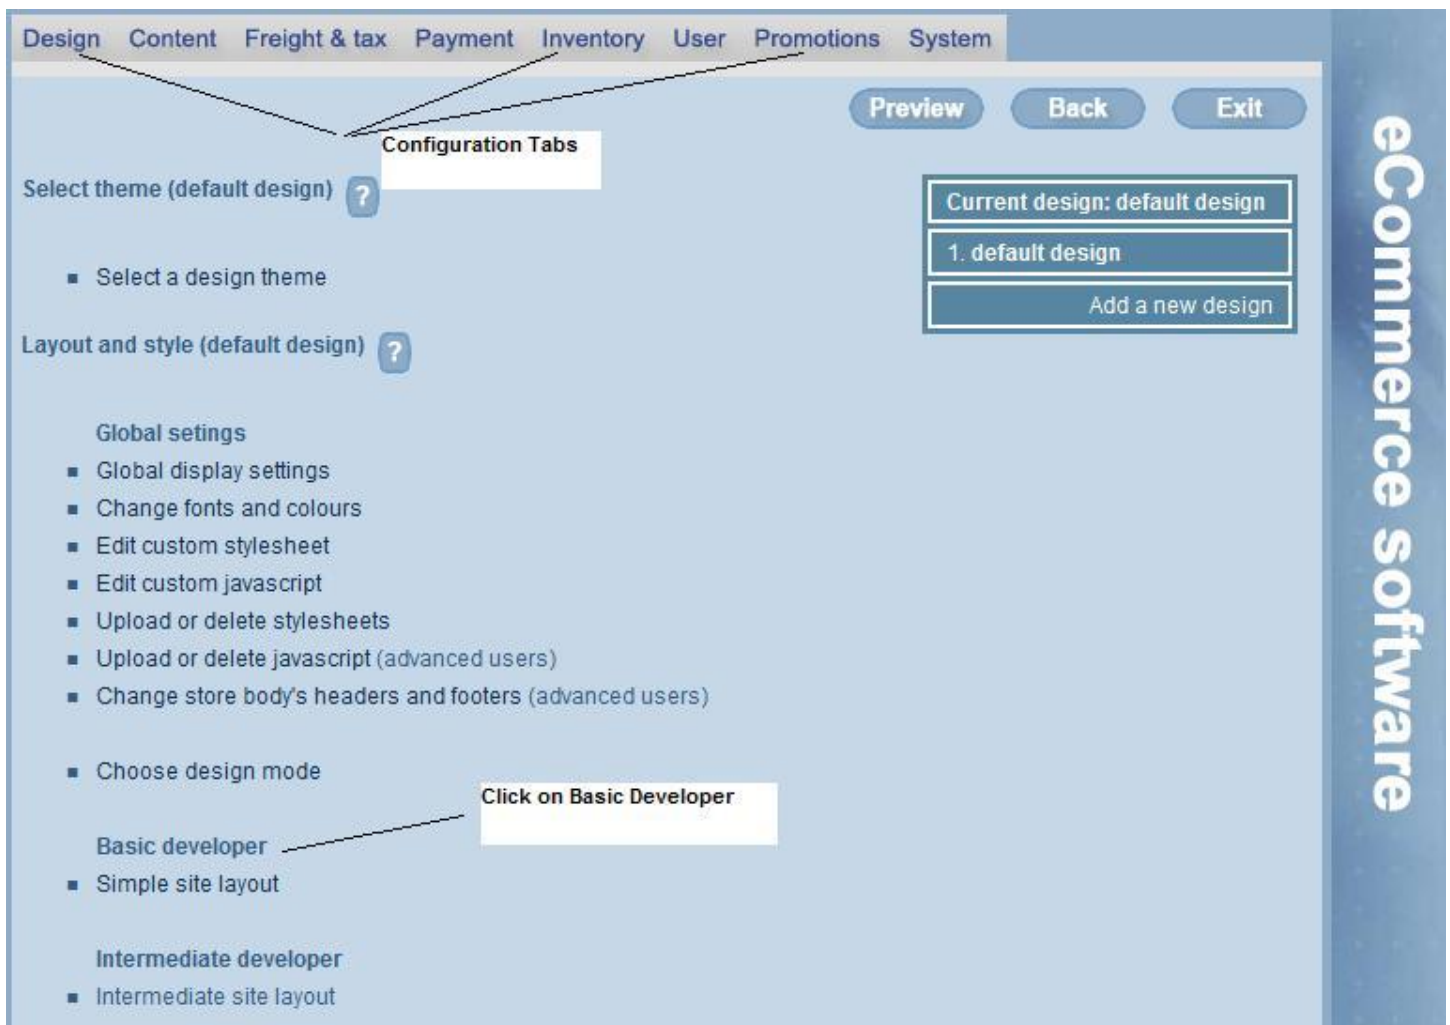 Design Content Freight & tax Payment Inventory User Promotions System
Preview Back Exit
Configuration Tabs
Select theme (default design) ?
Current design: default design
1. default design
Add a new design
Select a design theme
Layout and style (default design) ?
Global setings
Global display settings
Change fonts and colours
Edit custom stylesheet
Edit custom javascript
Upload or delete stylesheets
Upload or delete javascript (advanced users)
Change store body's headers and footers (advanced users)
Choose design mode
Click on Basic Developer
Basic developer
Simple site layout
Intermediate developer
Intermediate site layout
eCommerce software